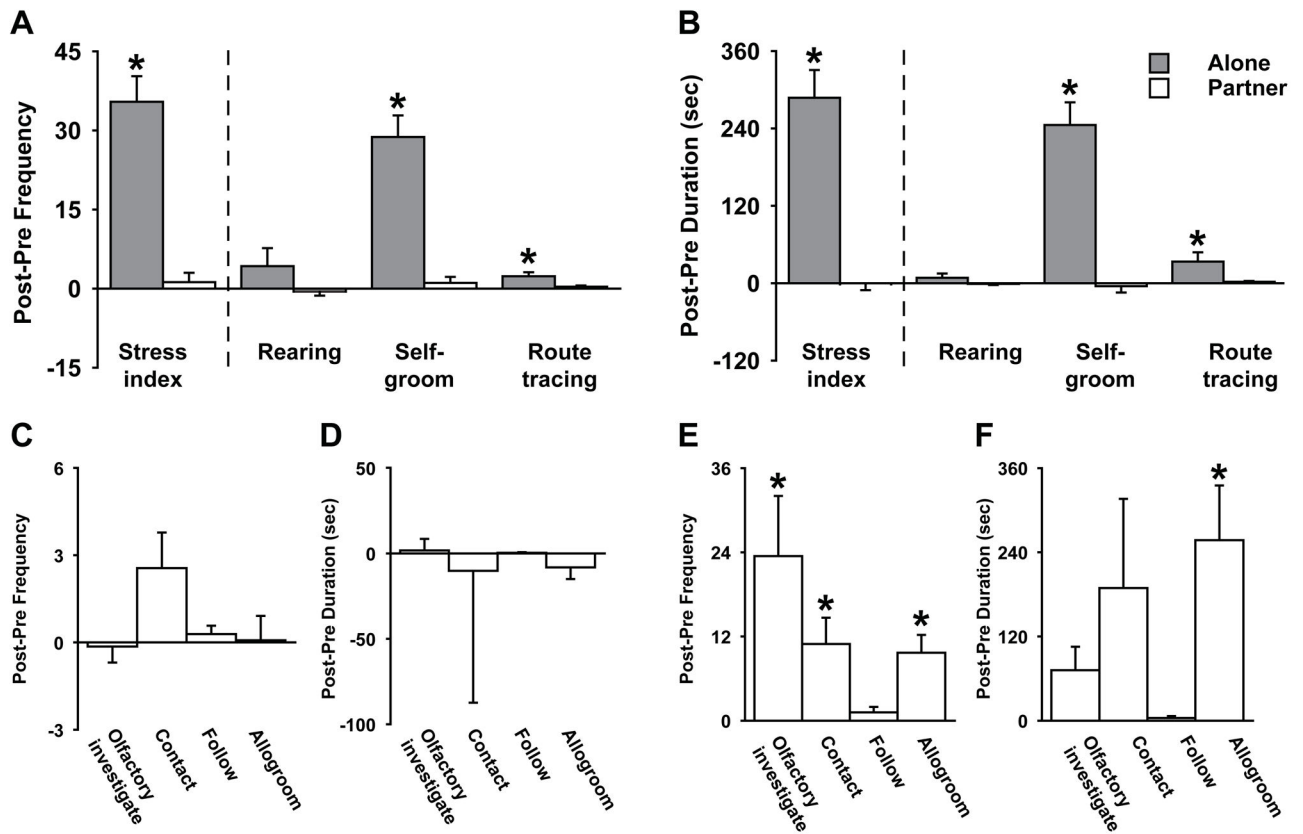 A
Post-Pre Frequency
45
30
15
0
-15
*
*
*
Stress
index
Rearing
Self-
groom
Route
tracing
B
Post-Pre Duration (sec)
360
240
120
0
-120
*
*
*
Alone
Partner
Stress
index
Rearing
Self-
groom
Route
tracing
C
Post-Pre Frequency
6
3
0
-3
Olfactory
investigate
Contact
Follow
Allogroom
D
Post-Pre Duration (sec)
50
0
-50
-100
Olfactory
investigate
Contact
Follow
Allogroom
E
Post-Pre Frequency
36
24
12
0
*
*
*
Olfactory
investigate
Contact
Follow
Allogroom
F
Post-Pre Duration (sec)
360
240
120
0
*
Olfactory
investigate
Contact
Follow
Allogroom